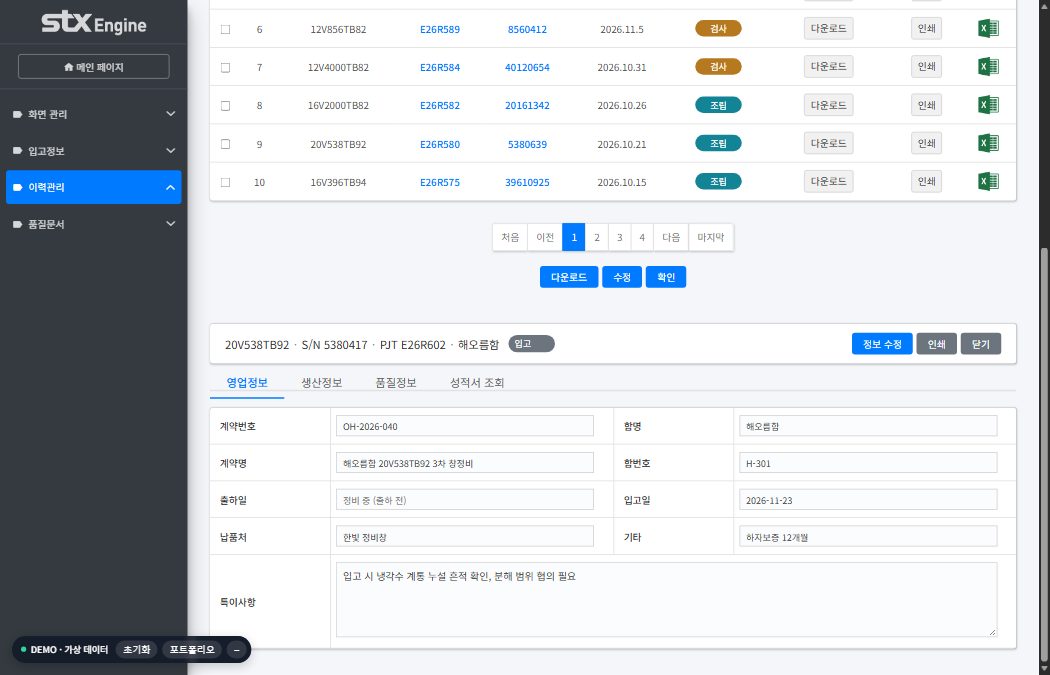 STX Engine
메인 페이지
화면 관리
입고정보
이력관리
품질문서
6 12V856TB82 E26R589 8560412 2026.11.5 검사 다운로드 인쇄
7 12V4000TB82 E26R584 40120654 2026.10.31 검사 다운로드 인쇄
8 16V2000TB82 E26R582 20161342 2026.10.26 조립 다운로드 인쇄
9 20V538TB92 E26R580 5380639 2026.10.21 조립 다운로드 인쇄
10 16V396TB94 E26R575 39610925 2026.10.15 조립 다운로드 인쇄
처음 이전 1 2 3 4 다음 마지막
다운로드 수정 확인
20V538TB92 · S/N 5380417 · PJT E26R602 · 해오름함 입고 정보 수정 인쇄 닫기
영업정보 생산정보 품질정보 성적서 조회
계약번호 OH-2026-040 함명 해오름함
계약명 해오름함 20V538TB92 3차 창정비 함번호 H-301
출하일 정비 중 (출하 전) 입고일 2026-11-23
납품처 한빛 정비창 기타 하자보증 12개월
특이사항 입고 시 냉각수 계통 누설 흔적 확인, 분해 범위 협의 필요
DEMO · 가상 데이터 초기화 포트폴리오 –